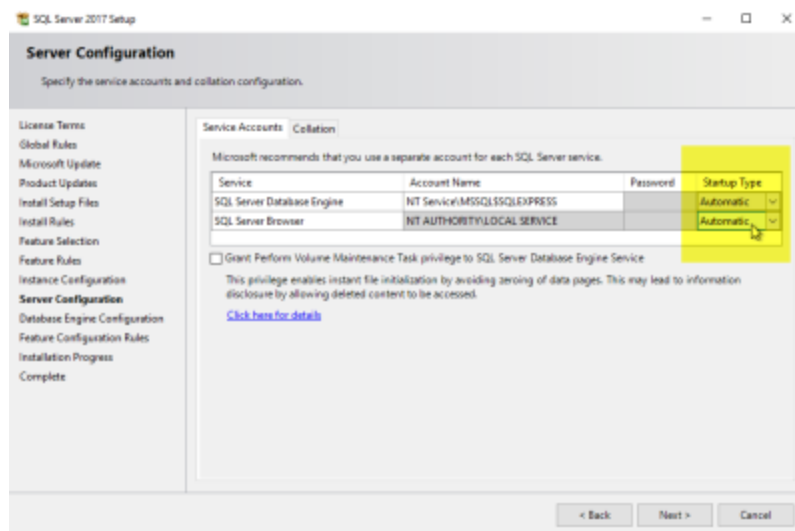 SQL Server 2017 Setup
Server Configuration
Specify the service accounts and collation configuration.
License Terms
Global Rules
Microsoft Update
Product Updates
Install Setup Files
Install Rules
Feature Selection
Feature Rules
Instance Configuration
Server Configuration
Database Engine Configuration
Feature Configuration Rules
Installation Progress
Complete
Service Accounts Collation
Microsoft recommends that you use a separate account for each SQL Server service.
Service Account Name Password Startup Type
SQL Server Database Engine NT Service\MSSQL$SQLEXPRESS Automatic
SQL Server Browser NT AUTHORITY\LOCAL SERVICE Automatic
Grant Perform Volume Maintenance Task privilege to SQL Server Database Engine Service
This privilege enables instant file initialization by avoiding zeroing of data pages. This may lead to information
disclosure by allowing deleted content to be accessed.
Click here for details
< Back Next > Cancel